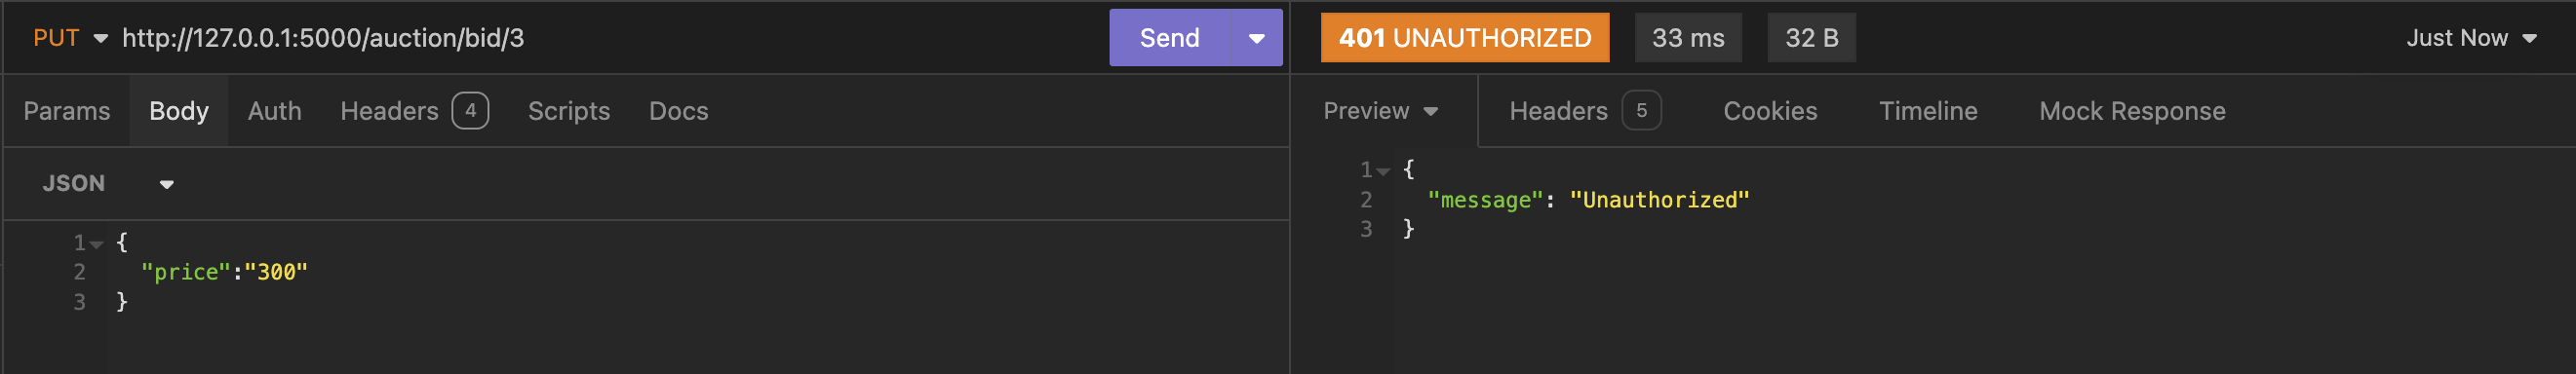 PUT http://127.0.0.1:5000/auction/bid/3 Send
Params Body Auth Headers 4 Scripts Docs
JSON
1 {
2 "price":"300"
3 }
401 UNAUTHORIZED 33 ms 32 B Just Now
Preview Headers 5 Cookies Timeline Mock Response
1 {
2 "message": "Unauthorized"
3 }